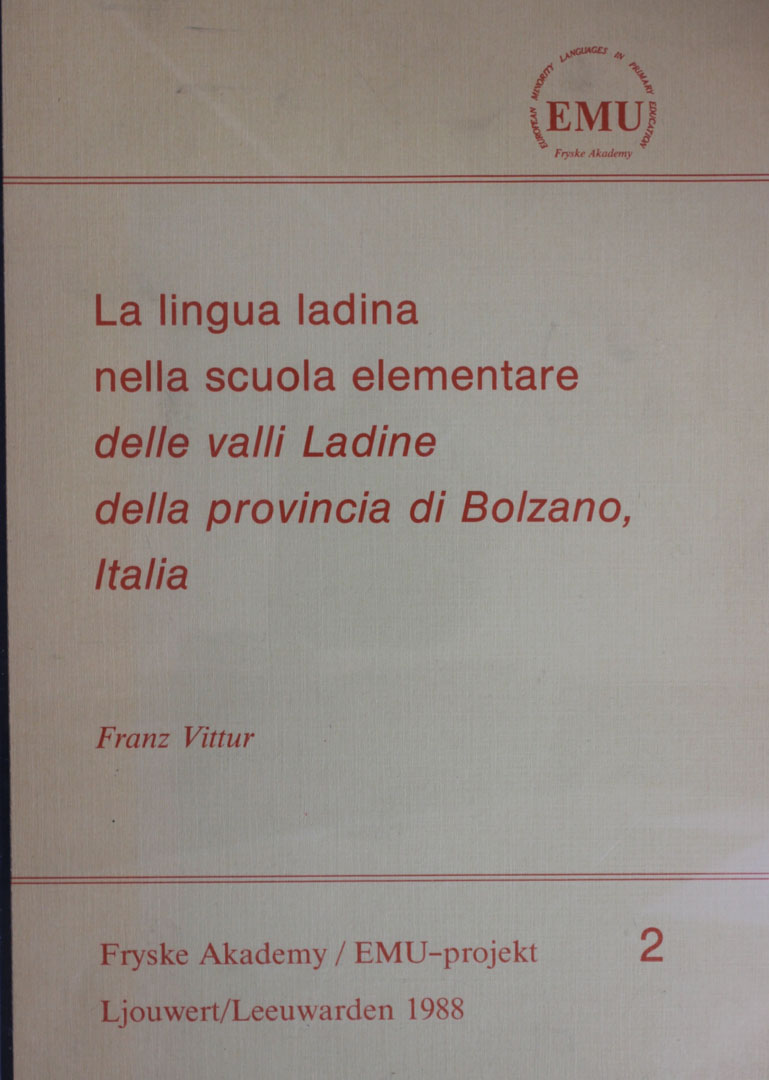 EUROPEAN MINORITY LANGUAGES IN PRIMARY EDUCATION
EMU
Fryske Akademy
La lingua ladina
nella scuola elementare
delle valli Ladine
della provincia di Bolzano,
Italia
Franz Vittur
Fryske Akademy / EMU-projekt 2
Ljouwert/Leeuwarden 1988